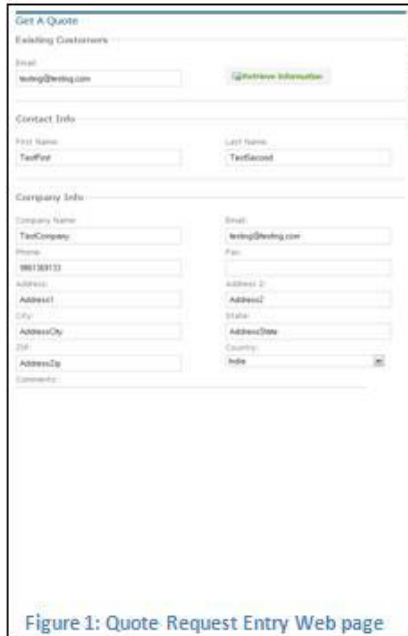 Get A Quote
Existing Customers
Email:
testing@testing.com
Retrieve Information
Contact Info
First Name:
Last Name:
TestFirst
TestSecond
Company Info
Company Name:
Email:
TestCompany
testing@testing.com
Phone:
Fax:
Address:
Address 2:
Address1
Address2
City:
State:
AddressCity
AddressState
ZIP:
Country:
AddressZip
India
Comments:
Figure 1: Quote Request Entry Web page